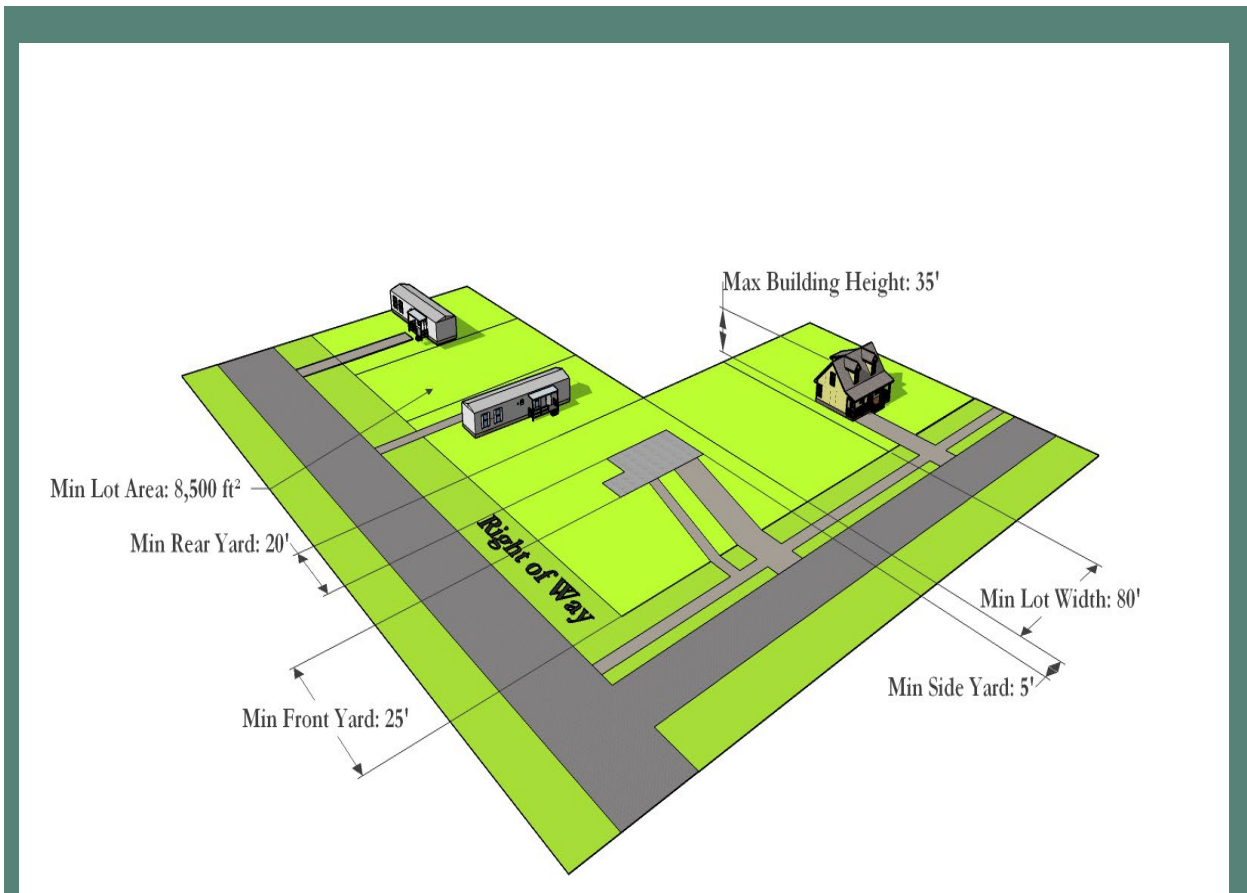 Max Building Height: 35'
Min Lot Area: 8,500 ft²
Min Rear Yard: 20'
Right of Way
Min Lot Width: 80'
Min Side Yard: 5'
Min Front Yard: 25'